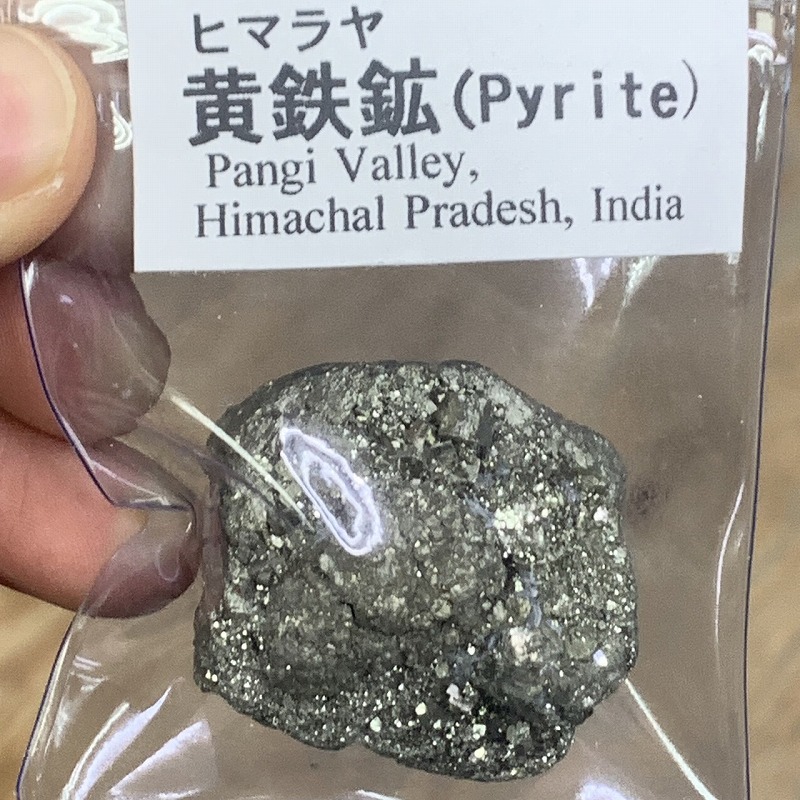 ヒマラヤ
黄鉄鉱(Pyrite)
Pangi Valley,
Himachal Pradesh, India